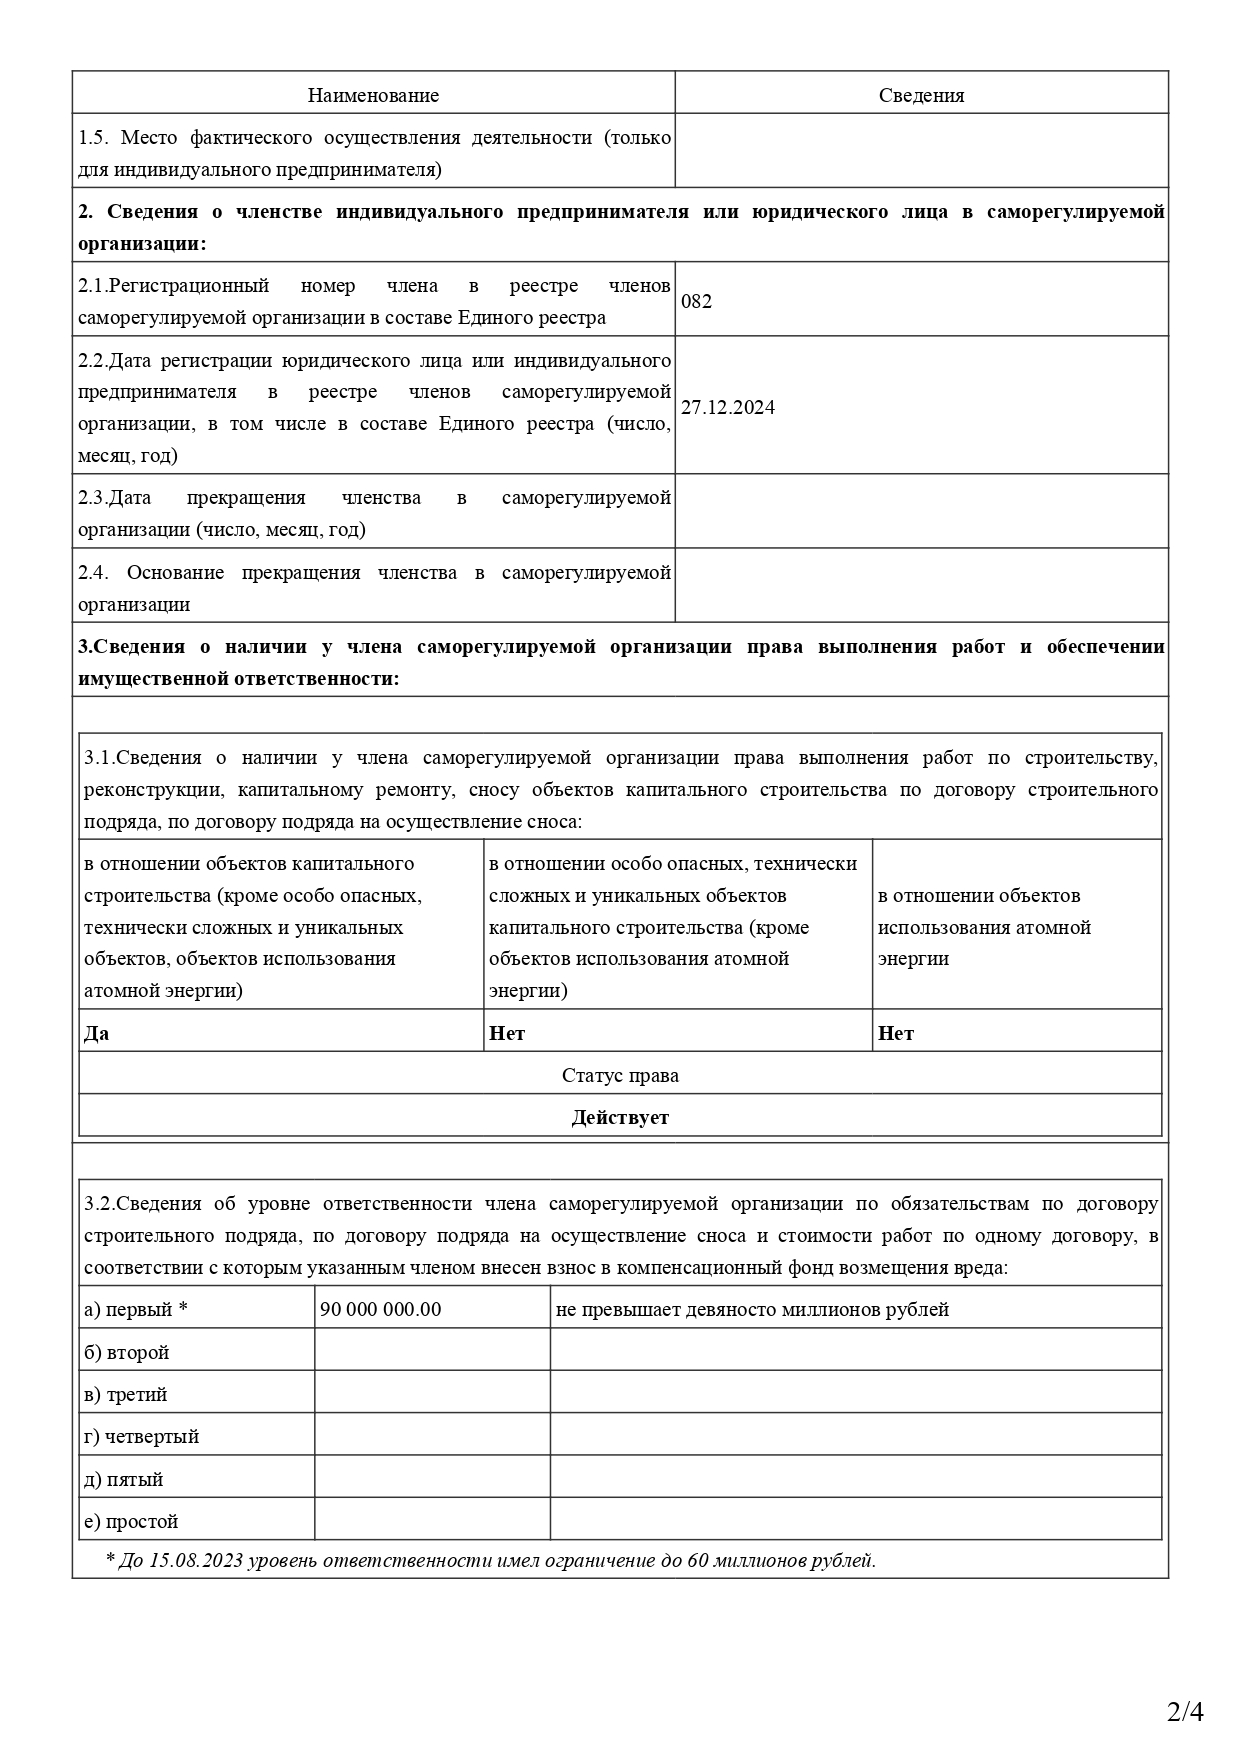 Наименование
Сведения
1.5. Место фактического осуществления деятельности (только
для индивидуального предпринимателя)
2. Сведения о членстве индивидуального предпринимателя или юридического лица в саморегулируемой
организации:
2.1.Регистрационный номер члена в реестре членов
саморегулируемой организации в составе Единого реестра
082
2.2.Дата регистрации юридического лица или индивидуального
предпринимателя в реестре членов саморегулируемой
организации, в том числе в составе Единого реестра (число,
месяц, год)
27.12.2024
2.3.Дата прекращения членства в саморегулируемой
организации (число, месяц, год)
2.4. Основание прекращения членства в саморегулируемой
организации
3.Сведения о наличии у члена саморегулируемой организации права выполнения работ и обеспечении
имущественной ответственности:
3.1.Сведения о наличии у члена саморегулируемой организации права выполнения работ по строительству,
реконструкции, капитальному ремонту, сносу объектов капитального строительства по договору строительного
подряда, по договору подряда на осуществление сноса:
в отношении объектов капитального
строительства (кроме особо опасных,
технически сложных и уникальных
объектов, объектов использования
атомной энергии)
в отношении особо опасных, технически
сложных и уникальных объектов
капитального строительства (кроме
объектов использования атомной
энергии)
в отношении объектов
использования атомной
энергии
Да
Нет
Нет
Статус права
Действует
3.2.Сведения об уровне ответственности члена саморегулируемой организации по обязательствам по договору
строительного подряда, по договору подряда на осуществление сноса и стоимости работ по одному договору, в
соответствии с которым указанным членом внесен взнос в компенсационный фонд возмещения вреда:
а) первый *
90 000 000.00
не превышает девяносто миллионов рублей
б) второй
в) третий
г) четвертый
д) пятый
е) простой
* До 15.08.2023 уровень ответственности имел ограничение до 60 миллионов рублей.
2/4